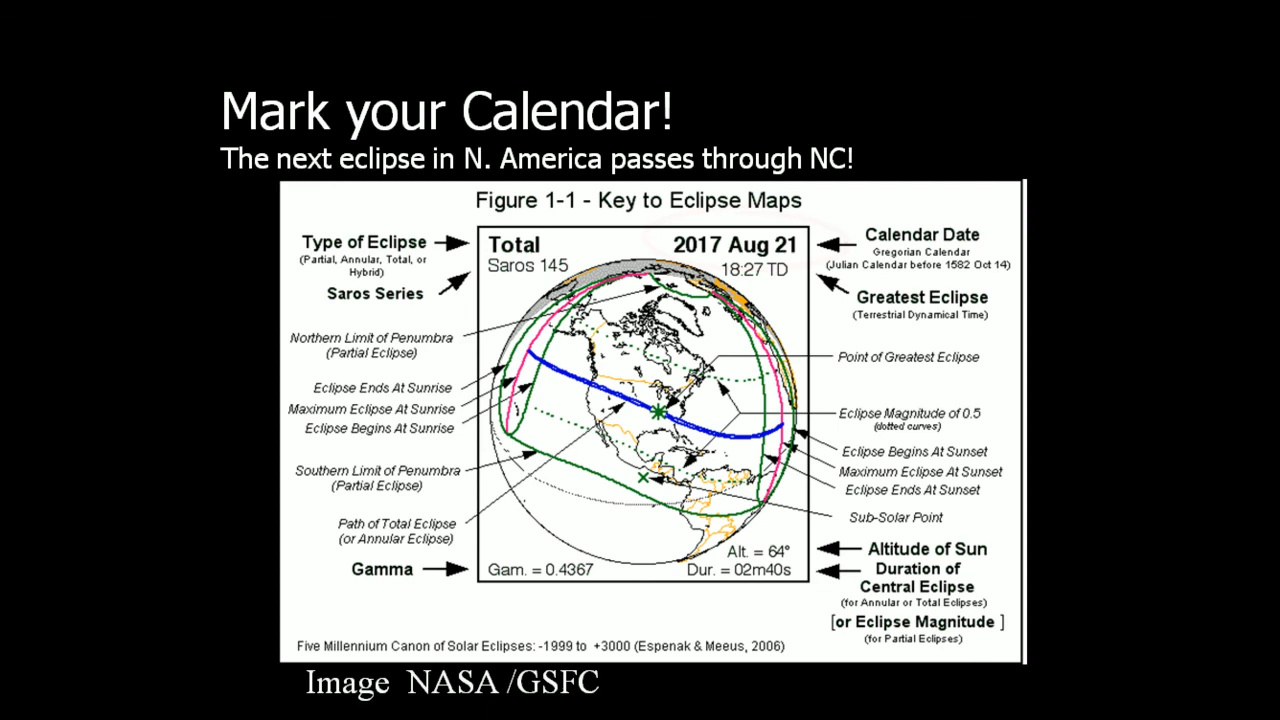 Mark your Calendar!
The next eclipse in N. America passes through NC!
Figure 1-1 - Key to Eclipse Maps
Type of Eclipse
(Partial, Annular, Total, or
Hybrid)
Saros Series
Northern Limit of Penumbra
(Partial Eclipse)
Eclipse Ends At Sunrise
Maximum Eclipse At Sunrise
Eclipse Begins At Sunrise
Southern Limit of Penumbra
(Partial Eclipse)
Path of Total Eclipse
(or Annular Eclipse)
Gamma
Total
2017 Aug 21
Saros 145
18:27 TD
Alt. = 64°
Gam. = 0.4367
Dur. = 02m40s
Calendar Date
Gregorian Calendar
(Julian Calendar before 1582 Oct 14)
Greatest Eclipse
(Terrestrial Dynamical Time)
Point of Greatest Eclipse
Eclipse Magnitude of 0.5
(dotted curves)
Eclipse Begins At Sunset
Maximum Eclipse At Sunset
Eclipse Ends At Sunset
Sub-Solar Point
Altitude of Sun
Duration of
Central Eclipse
(for Annular or Total Eclipses)
[or Eclipse Magnitude ]
(for Partial Eclipses)
Five Millennium Canon of Solar Eclipses: -1999 to +3000 (Espenak & Meeus, 2006)
Image NASA /GSFC